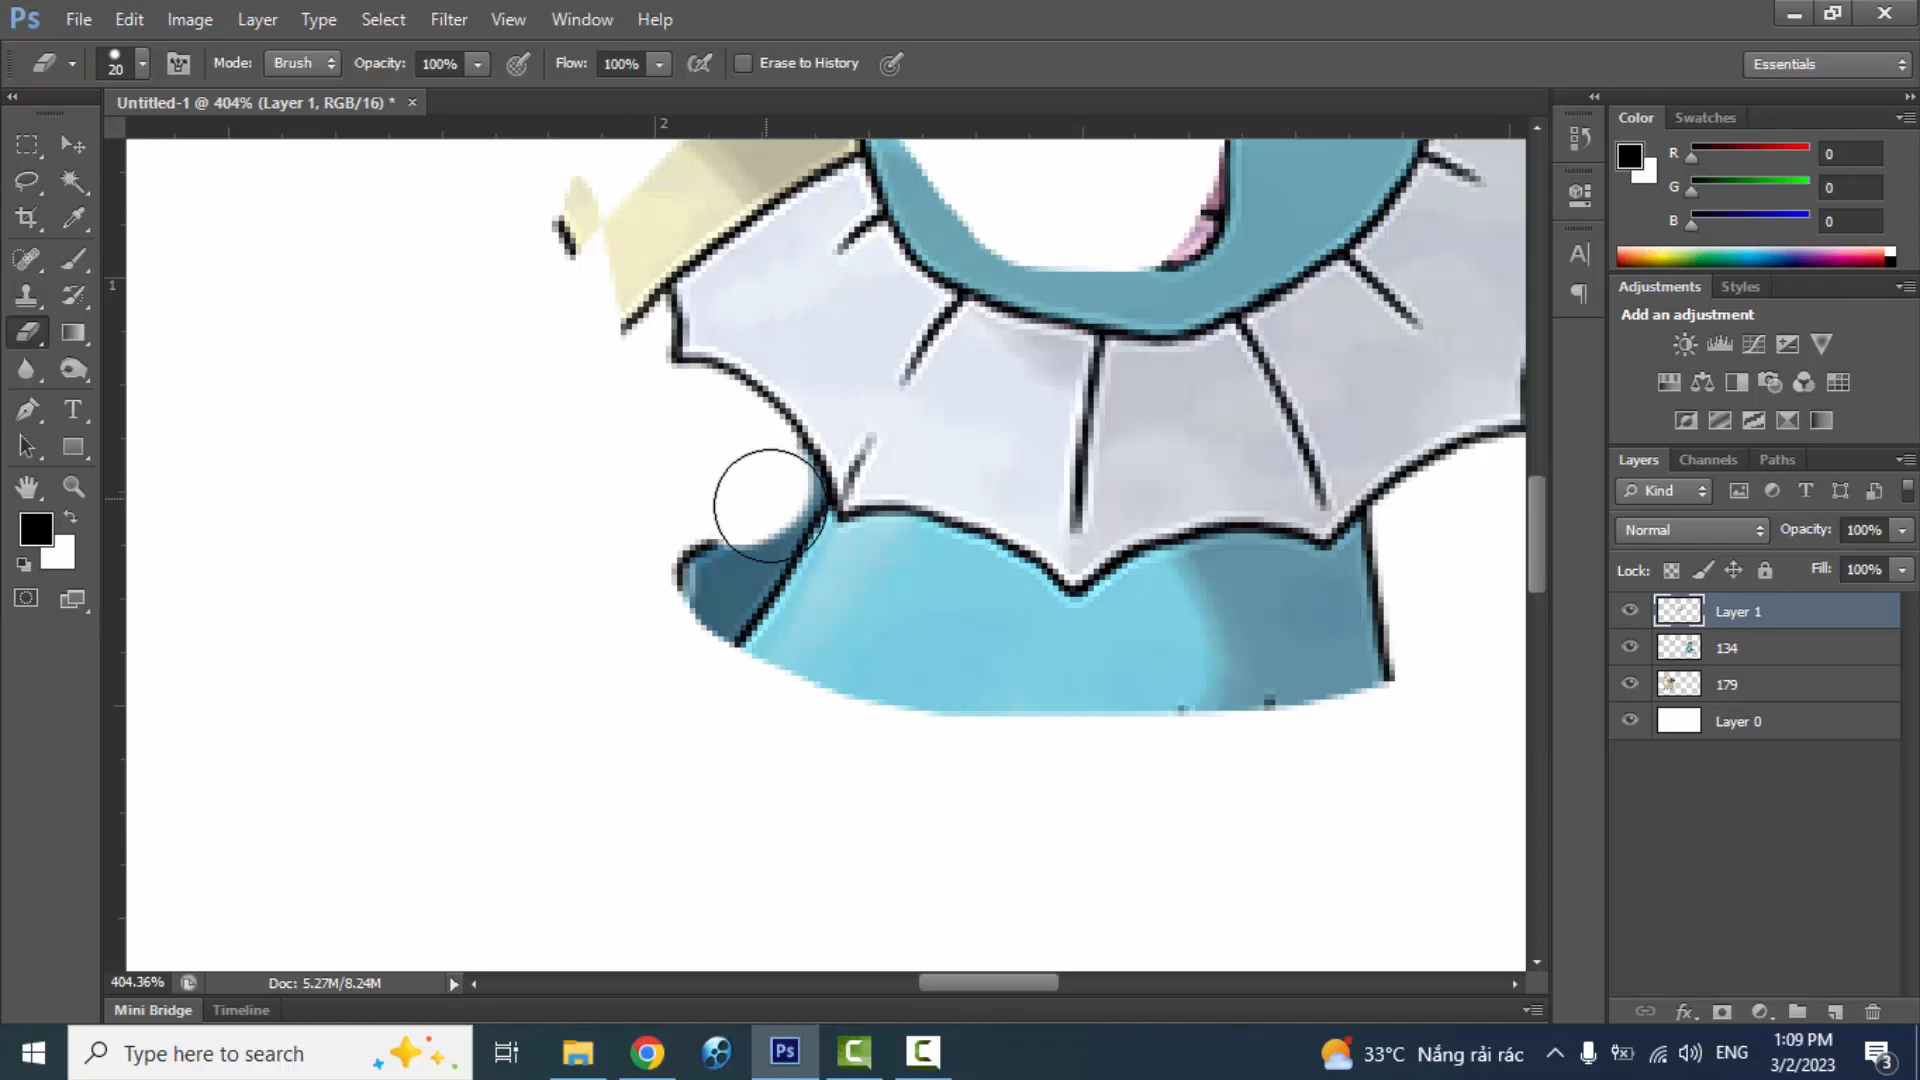 Ps File Edit Image Layer Type Select Filter View Window Help
20 Mode: Brush Opacity: 100% Flow: 100% Erase to History Essentials
Untitled-1 @ 404% (Layer 1, RGB/16) * ×
2
1
Color Swatches
R 0
G 0
B 0
Adjustments Styles
Add an adjustment
Layers Channels Paths
Kind
Normal Opacity: 100%
Lock: Fill: 100%
Layer 1
134
179
Layer 0
404.36% Doc: 5.27M/8.24M
Mini Bridge Timeline
Type here to search
33°C Nắng rải rác ENG
1:09 PM
3/2/2023
3